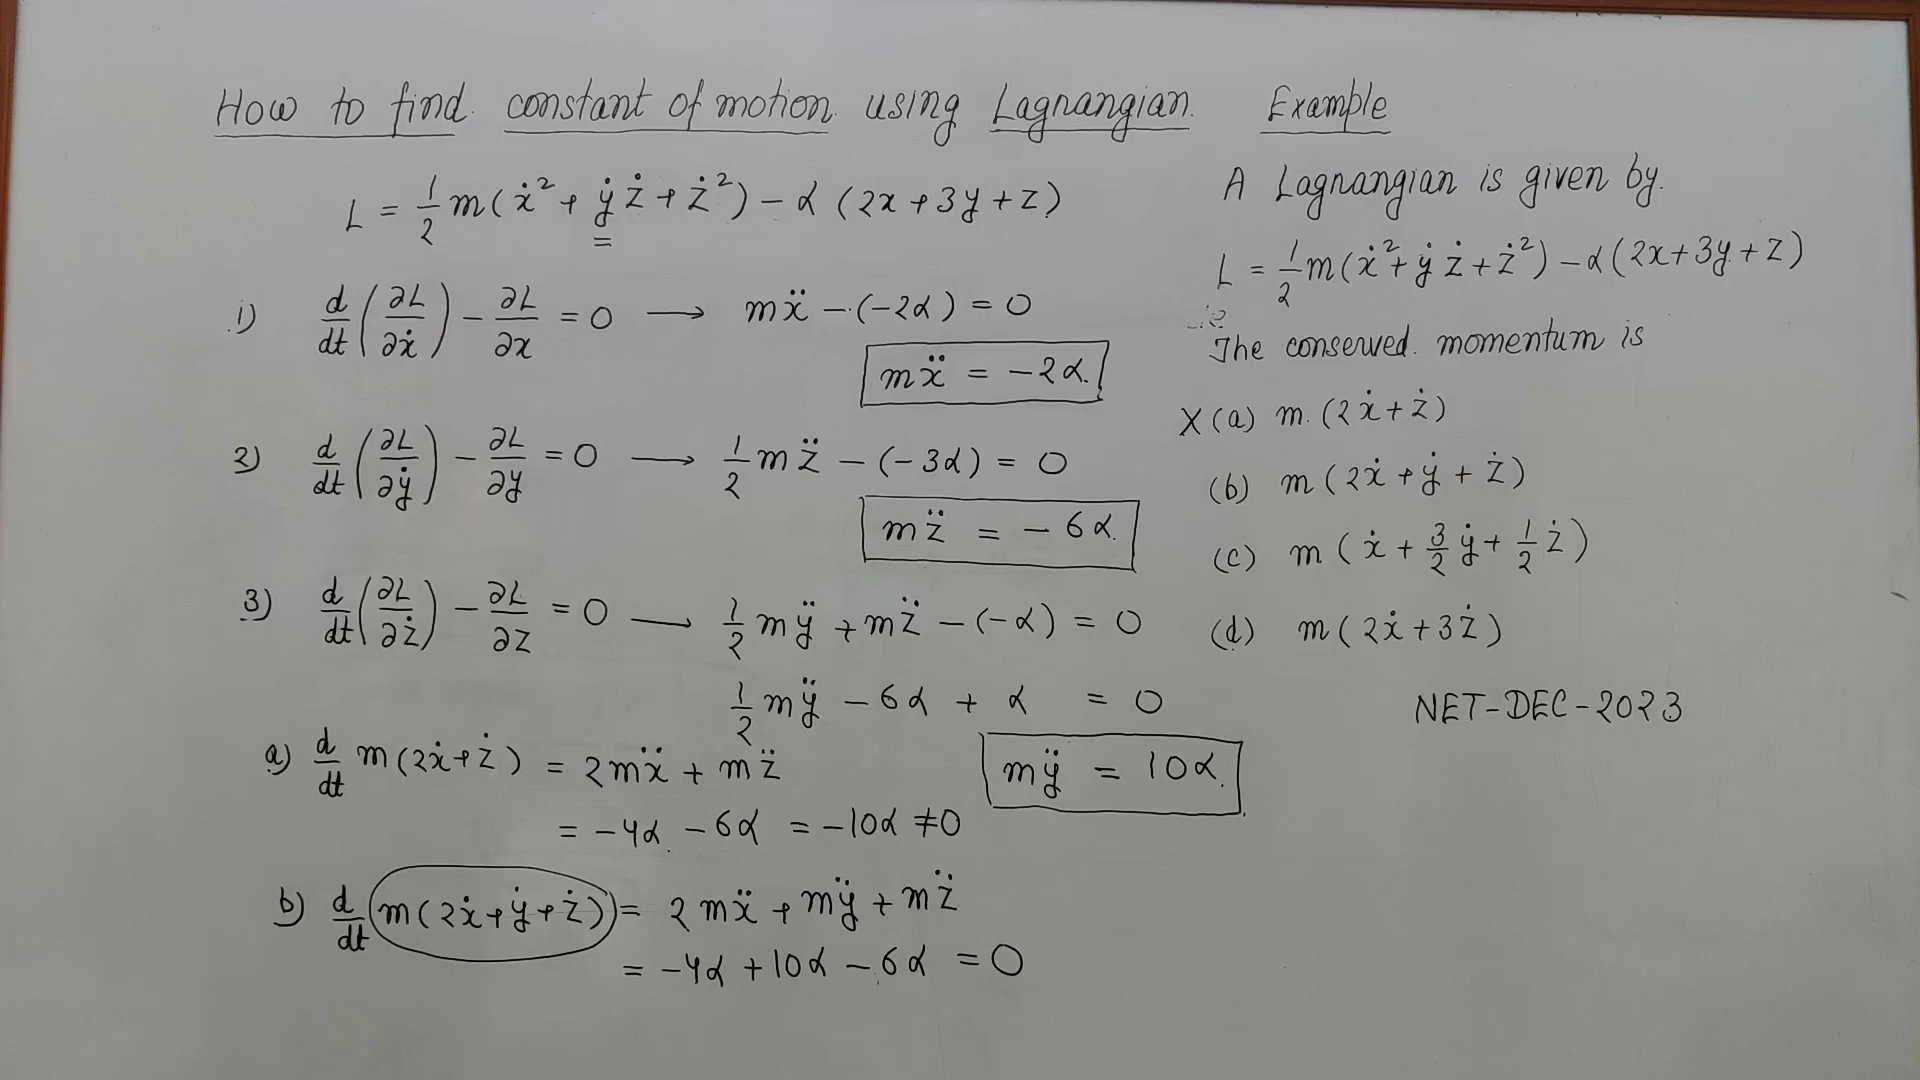 How to find constant of motion using Lagrangian. Example
L = 1/2 m(ẋ² + ẏ ż + ż²) - α (2x + 3y + z)
1) d/dt (∂L/∂ẋ) - ∂L/∂x = 0 ⟶ mẍ - (-2α) = 0
mẍ = -2α.
2) d/dt (∂L/∂ẏ) - ∂L/∂y = 0 ⟶ 1/2 m z̈ - (-3α) = 0
m z̈ = - 6α.
3) d/dt (∂L/∂ż) - ∂L/∂z = 0 ⟶ 1/2 mÿ + m z̈ - (-α) = 0
1/2 mÿ - 6α + α = 0
mÿ = 10α.
a) d/dt m(2ẋ + ż) = 2mẍ + m z̈
= -4α - 6α = -10α ≠ 0
b) d/dt m(2ẋ + ẏ + ż) = 2mẍ + mÿ + m z̈
= -4α + 10α - 6α = 0
A Lagrangian is given by.
L = 1/2 m(ẋ² + ẏ ż + ż²) - α(2x + 3y + z)
The conserved momentum is
X (a) m.(2ẋ + ż)
(b) m(2ẋ + ẏ + ż)
(c) m(ẋ + 3/2 ẏ + 1/2 ż)
(d) m(2ẋ + 3ż)
NET-DEC-2023